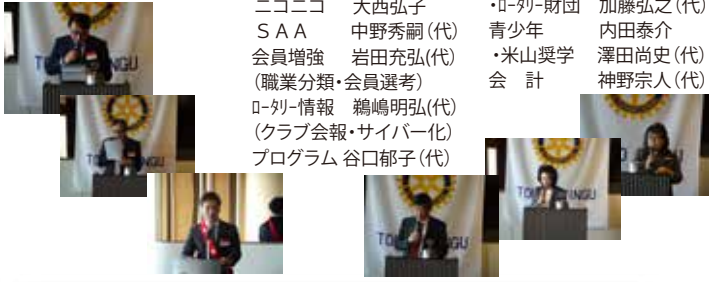 ニコニコ　大西弘子
ＳＡＡ　中野秀嗣（代）
会員増強　岩田充弘(代)
（職業分類・会員選考）
ﾛｰﾀﾘｰ情報　鵜嶋明弘(代)
（クラブ会報・サイバー化）
プログラム 谷口郁子（代）
・ﾛｰﾀﾘｰ財団　加藤弘之（代）
青少年　内田泰介
・米山奨学　澤田尚史（代）
会　計　神野宗人（代）